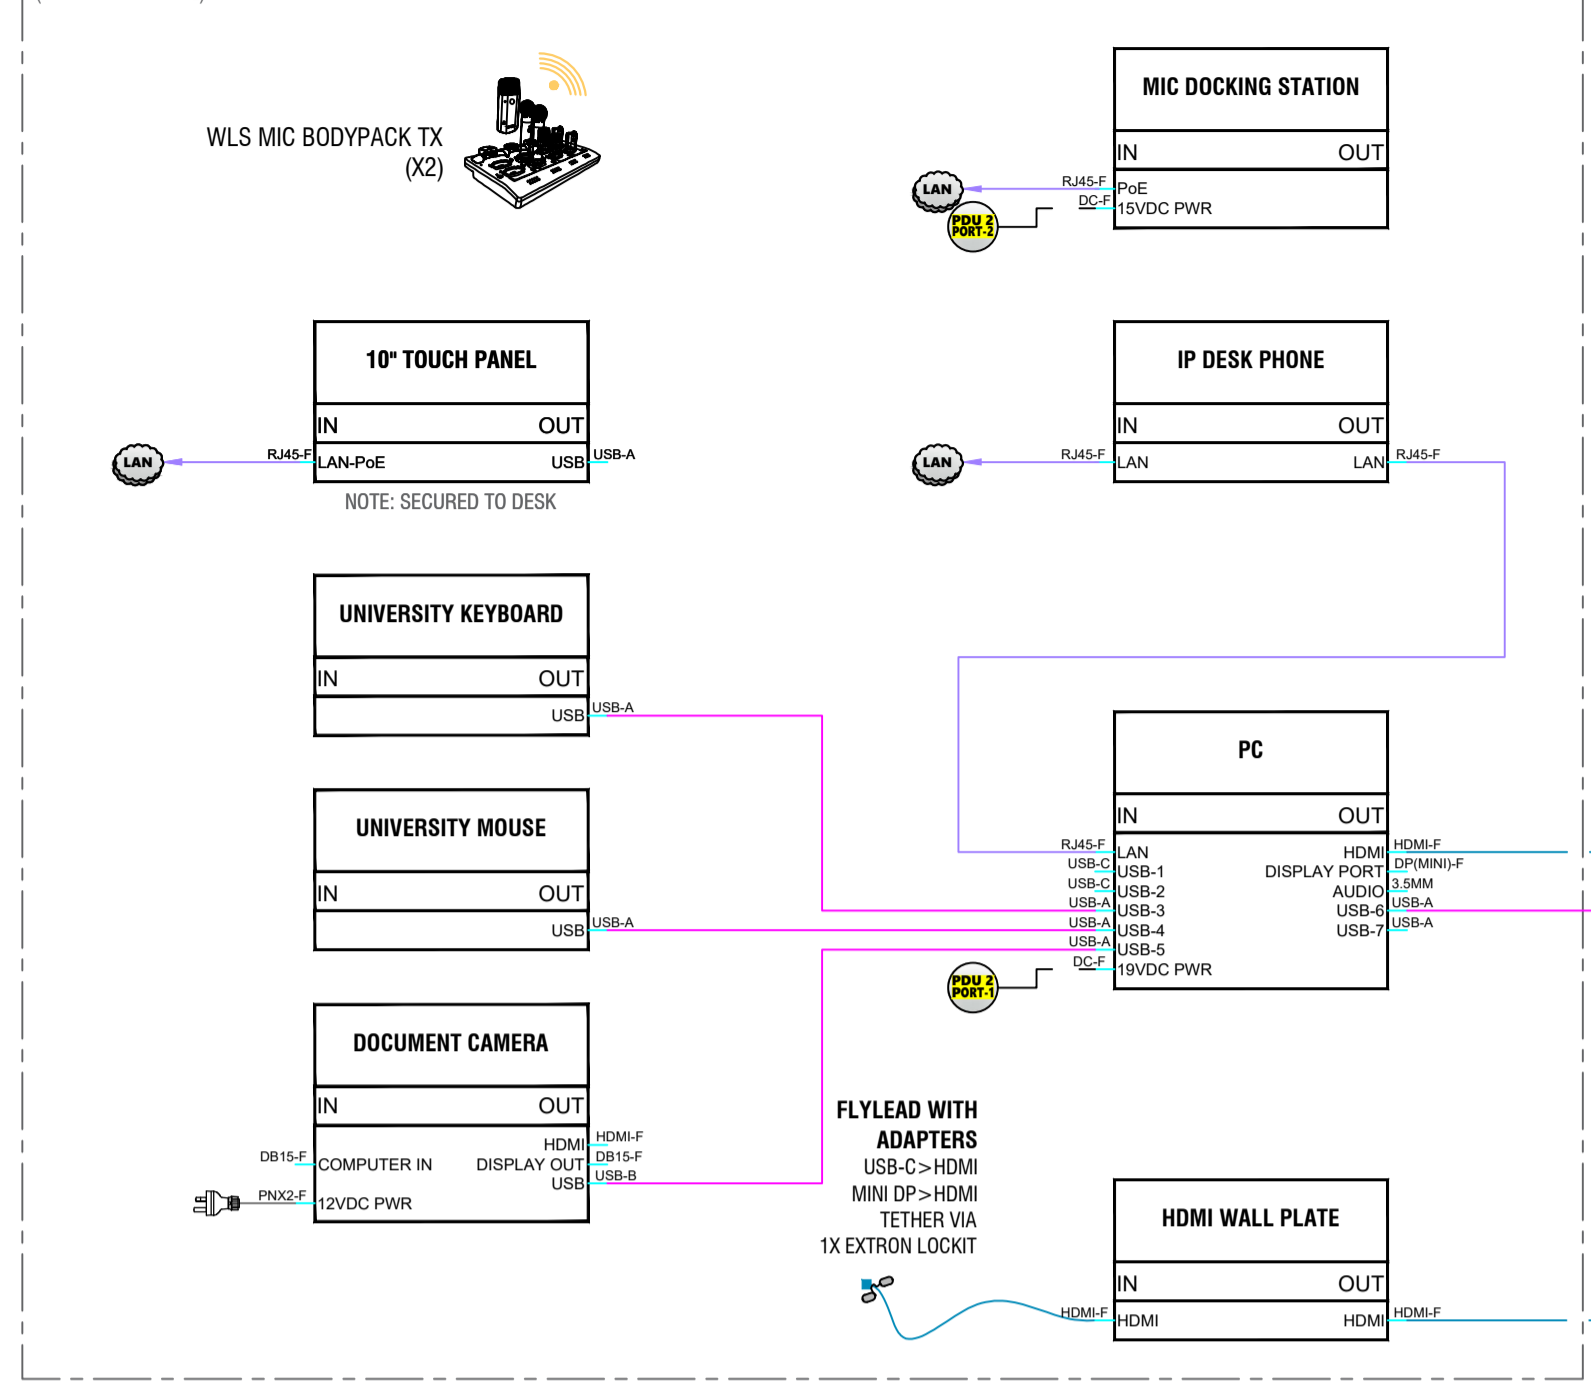 WLS MIC BODYPACK TX
(X2)
MIC DOCKING STATION
IN OUT
LAN
RJ45-F PoE
PDU 2
PORT-2
DC-F 15VDC PWR
10" TOUCH PANEL
IN OUT
LAN RJ45-F LAN-PoE USB USB-A
NOTE: SECURED TO DESK
IP DESK PHONE
IN OUT
LAN RJ45-F LAN LAN RJ45-F
UNIVERSITY KEYBOARD
IN OUT
USB USB-A
UNIVERSITY MOUSE
IN OUT
USB USB-A
PC
IN OUT
RJ45-F LAN HDMI HDMI-F
USB-C USB-1 DISPLAY PORT DP(MINI)-F
USB-C USB-2 AUDIO 3.5MM
USB-A USB-3 USB-6 USB-A
USB-A USB-4 USB-7 USB-A
USB-A USB-5
DC-F 19VDC PWR
PDU 2
PORT-1
DOCUMENT CAMERA
IN OUT
HDMI HDMI-F
DB15-F COMPUTER IN DISPLAY OUT DB15-F
USB USB-B
PNX2-F 12VDC PWR
FLYLEAD WITH
ADAPTERS
USB-C>HDMI
MINI DP>HDMI
TETHER VIA
1X EXTRON LOCKIT
HDMI WALL PLATE
IN OUT
HDMI-F HDMI HDMI HDMI-F